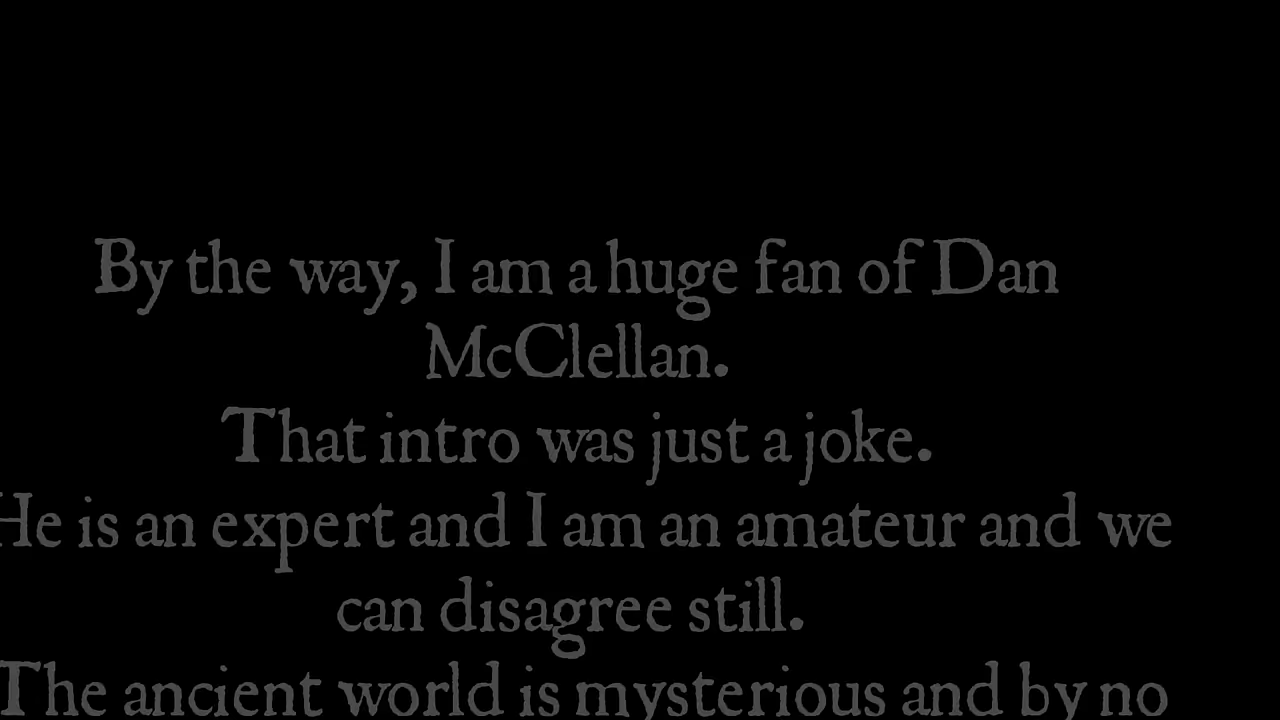 By the way, I am a huge fan of Dan
McClellan.
That intro was just a joke.
He is an expert and I am an amateur and we
can disagree still.
The ancient world is mysterious and by no